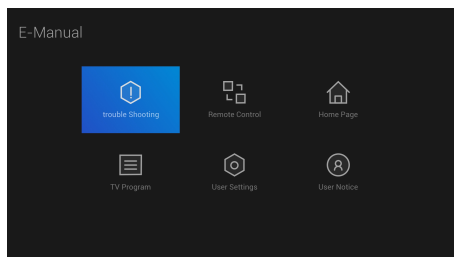 E-Manual
trouble Shooting
Remote Control
Home Page
TV Program
User Settings
User Notice